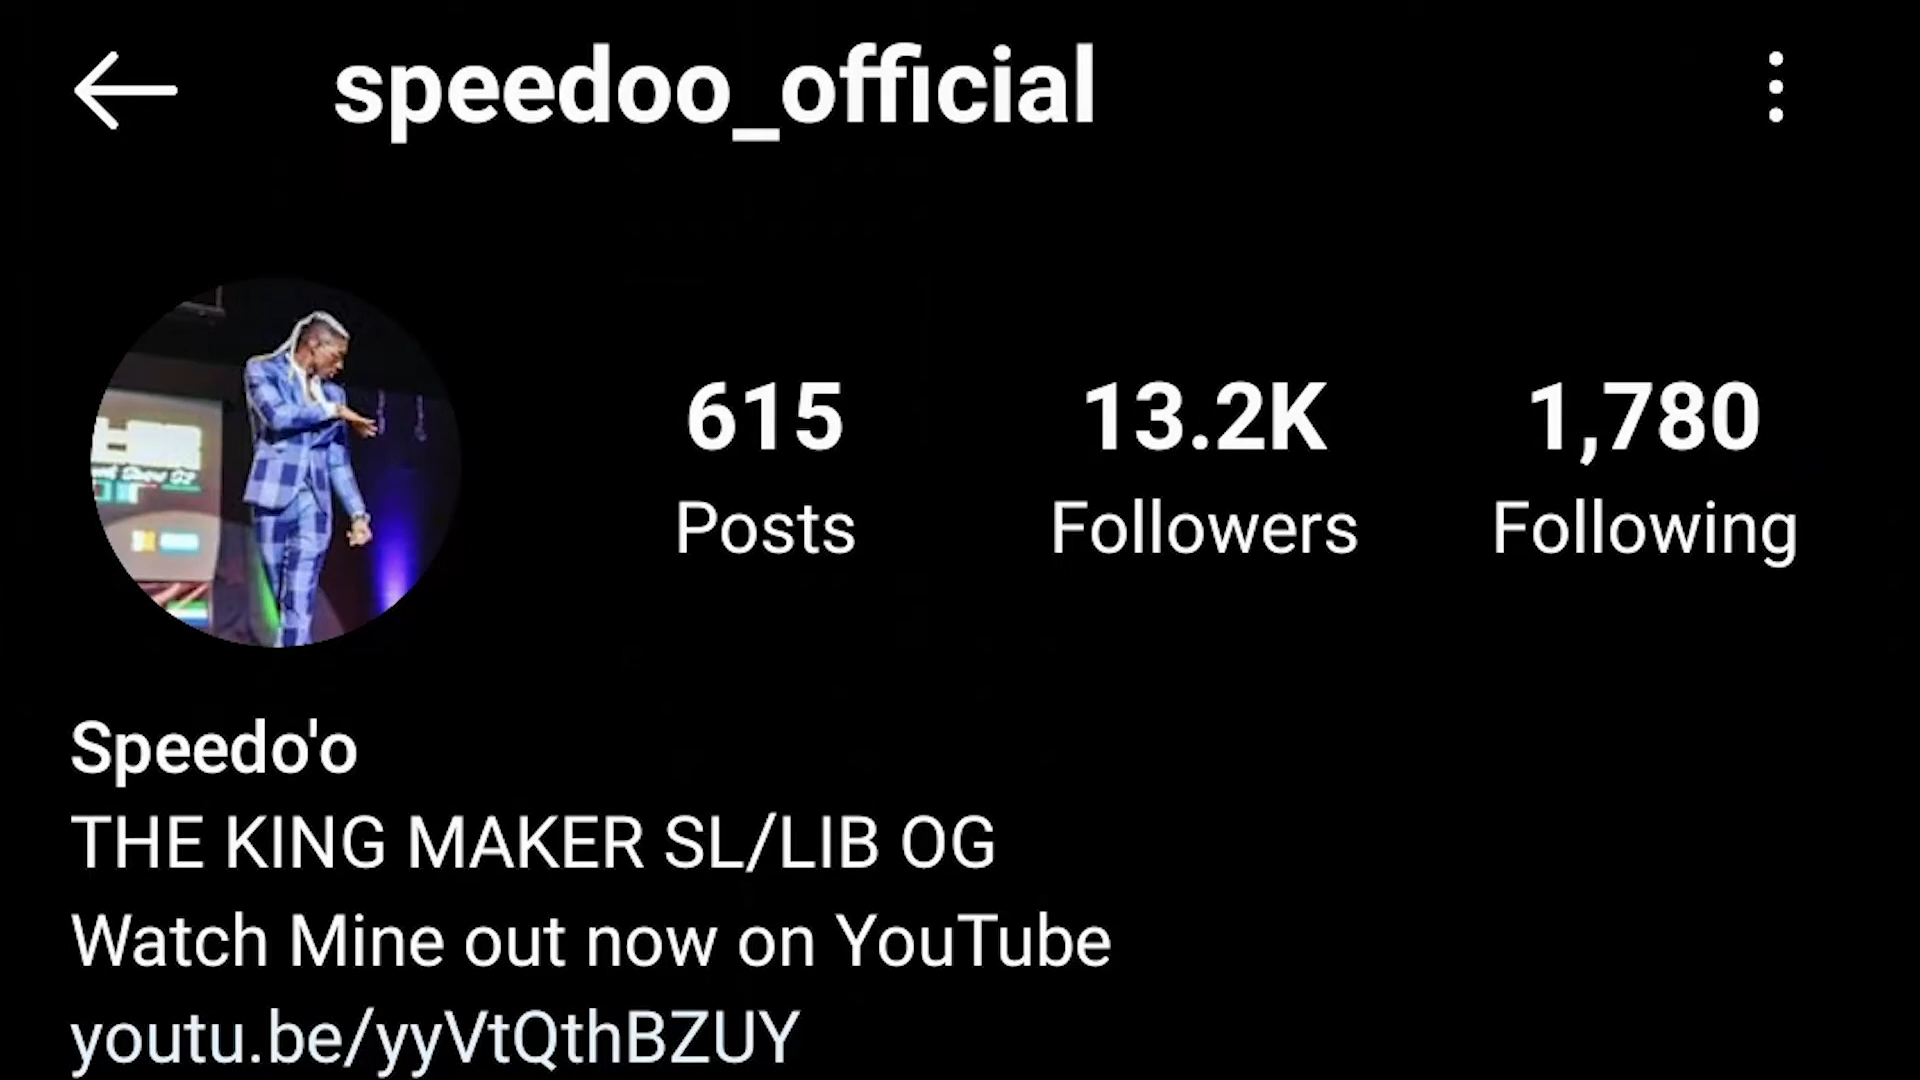 speedoo_official
615 13.2K 1,780
Posts Followers Following
Speedo'o
THE KING MAKER SL/LIB OG
Watch Mine out now on YouTube
youtu.be/yyVtQthBZUY